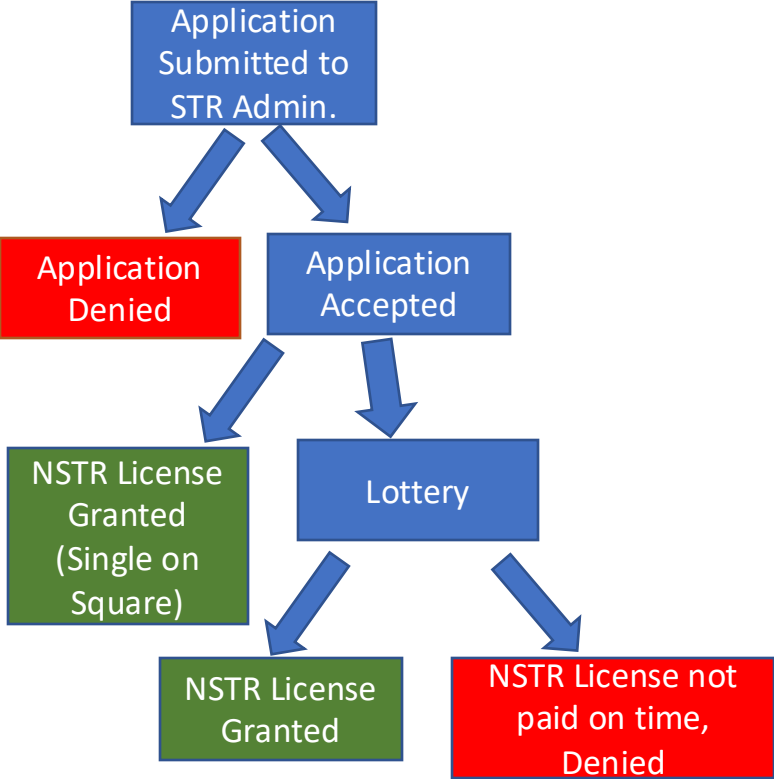 Application
Submitted to
STR Admin.
Application
Denied
Application
Accepted
NSTR License
Granted
(Single on
Square)
Lottery
NSTR License
Granted
NSTR License not
paid on time,
Denied